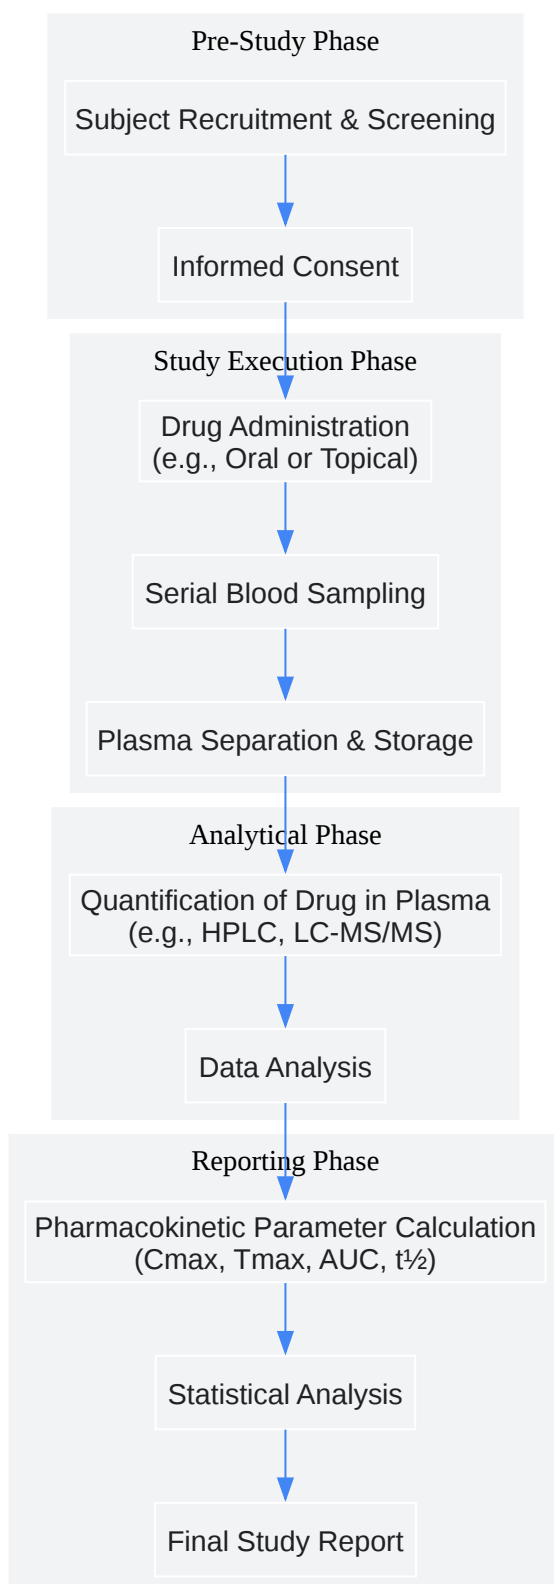 Pre-Study Phase
Subject Recruitment & Screening
Informed Consent
Study Execution Phase
Drug Administration
(e.g., Oral or Topical)
Serial Blood Sampling
Plasma Separation & Storage
Analytical Phase
Quantification of Drug in Plasma
(e.g., HPLC, LC-MS/MS)
Data Analysis
Reporting Phase
Pharmacokinetic Parameter Calculation
(Cmax, Tmax, AUC, t½)
Statistical Analysis
Final Study Report